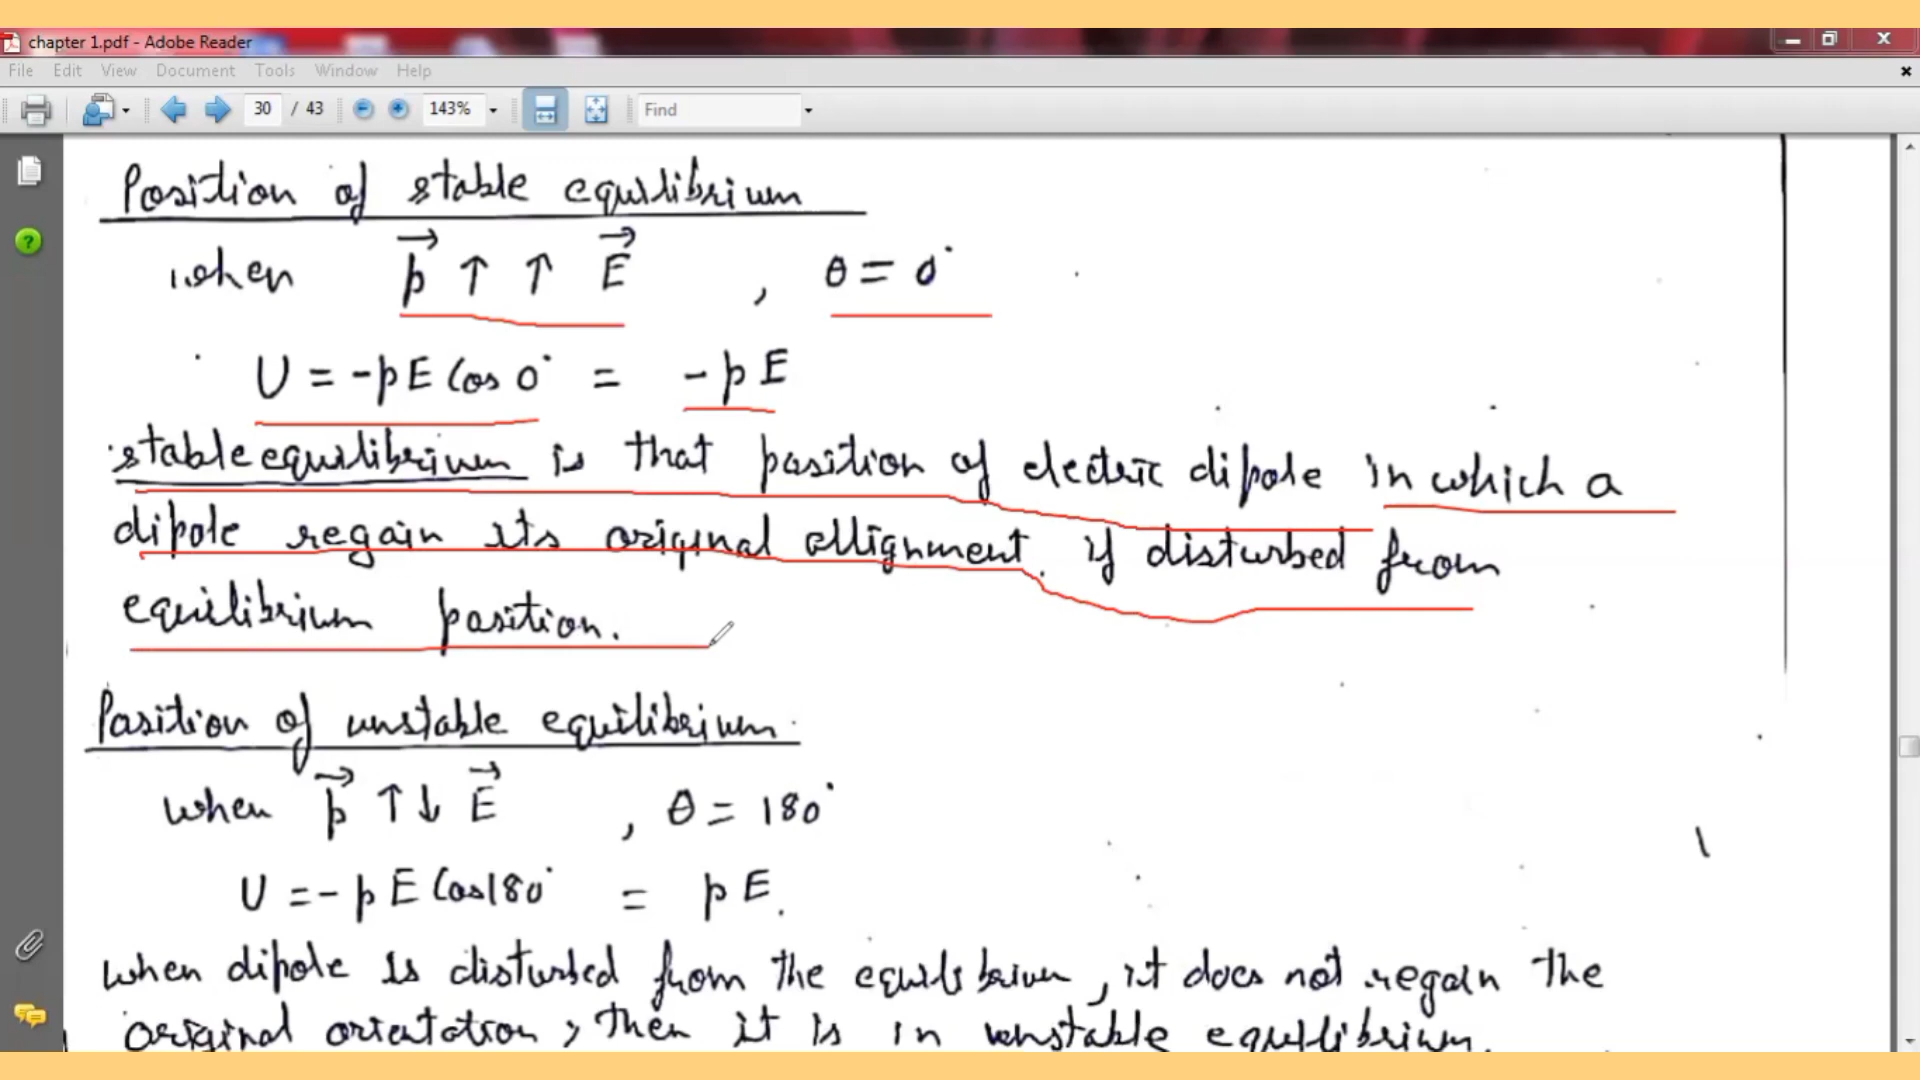 chapter 1.pdf - Adobe Reader
File Edit View Document Tools Window Help
30 / 43 143% Find
Position of stable equilibrium
when p⃗ ↑ ↑ E⃗ , θ = 0°
U = -pE Cos 0° = -pE
stable equilibrium is that position of electric dipole in which a
dipole regain its original allignment. if disturbed from
equilibrium position.
Position of unstable equilibrium.
when p⃗ ↑↓ E⃗ , θ = 180°
U = -pE Cos180° = pE.
when dipole is disturbed from the equilibrium, it does not regain the
original orientation, then it is in unstable equilibrium.